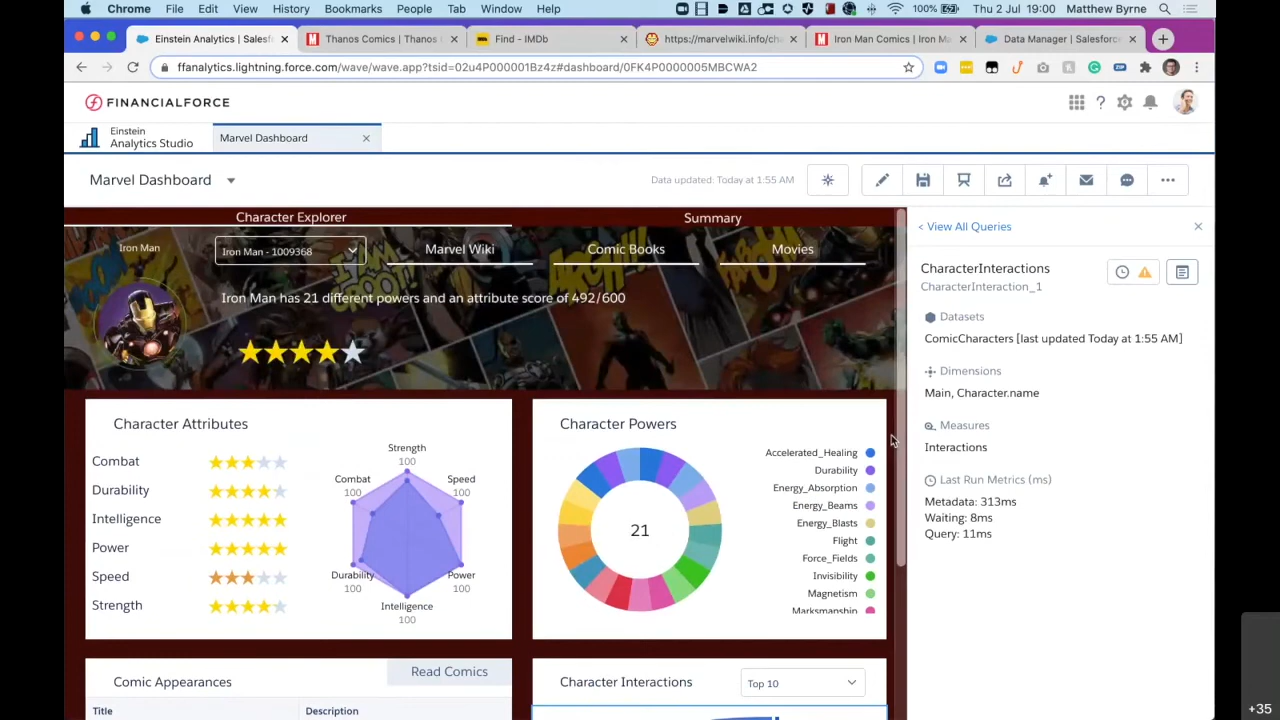 Chrome File Edit View History Bookmarks People Tab Window Help 100% Thu 2 Jul 19:00 Matthew Byrne
Einstein Analytics | Salesf Thanos Comics | Thanos Find - IMDb https://marvelwiki.info/ch Iron Man Comics | Iron Ma Data Manager | Salesforce
ffanalytics.lightning.force.com/wave/wave.app?tsid=02u4P000001Bz4z#dashboard/0FK4P0000005MBCWA2
FINANCIALFORCE
Einstein
Analytics Studio
Marvel Dashboard
Marvel Dashboard
Data updated: Today at 1:55 AM
Character Explorer Summary
Iron Man
Iron Man - 1009368
Marvel Wiki Comic Books Movies
Iron Man has 21 different powers and an attribute score of 492/600
Character Attributes
Combat
Durability
Intelligence
Power
Speed
Strength
Strength
100
Combat
100
Speed
100
Durability
100
Power
100
Intelligence
100
Character Powers
21
Accelerated_Healing
Durability
Energy_Absorption
Energy_Beams
Energy_Blasts
Flight
Force_Fields
Invisibility
Magnetism
Marksmanship
Comic Appearances
Read Comics
Title Description
Character Interactions
Top 10
< View All Queries
CharacterInteractions
CharacterInteraction_1
Datasets
ComicCharacters [last updated Today at 1:55 AM]
Dimensions
Main, Character.name
Measures
Interactions
Last Run Metrics (ms)
Metadata: 313ms
Waiting: 8ms
Query: 11ms
+35